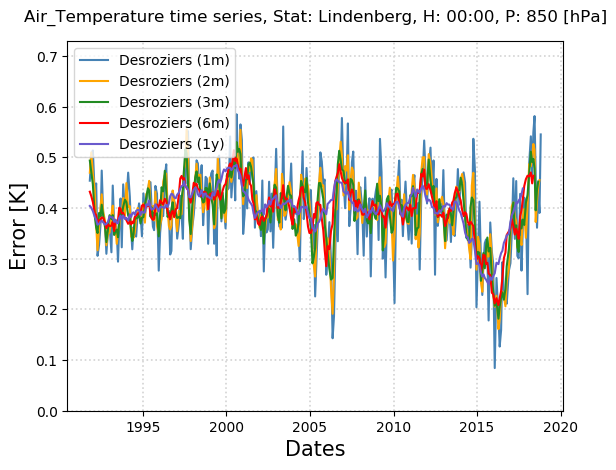 Air_Temperature time series, Stat: Lindenberg, H: 00:00, P: 850 [hPa]
0.7
0.6
0.5
0.4
0.3
0.2
0.1
0.0
Error [K]
Desroziers (1m)
Desroziers (2m)
Desroziers (3m)
Desroziers (6m)
Desroziers (1y)
1995
2000
2005
2010
2015
2020
Dates